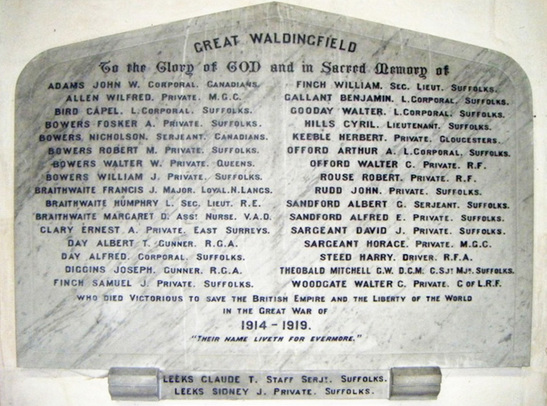 GREAT WALDINGFIELD
To the Glory of GOD and in Sacred Memory of
ADAMS JOHN W. CORPORAL. CANADIANS.
ALLEN WILFRED. PRIVATE. M.G.C.
BIRD CAPEL. L.CORPORAL. SUFFOLKS.
BOWERS FOSKER A. PRIVATE. SUFFOLKS.
BOWERS. NICHOLSON. SERJEANT. CANADIANS.
BOWERS ROBERT M. PRIVATE. SUFFOLKS.
BOWERS WALTER W. PRIVATE. QUEENS.
BOWERS WILLIAM J. PRIVATE. SUFFOLKS.
BRAITHWAITE FRANCIS J. MAJOR. LOYAL.N.LANCS.
BRAITHWAITE HUMPHRY L. SEC. LIEUT. R.E.
BRAITHWAITE MARGARET D. ASST. NURSE. V.A.D.
CLARY ERNEST A. PRIVATE. EAST SURREYS.
DAY ALBERT T. GUNNER. R.G.A.
DAY ALFRED. CORPORAL. SUFFOLKS.
DIGGINS JOSEPH. GUNNER. R.G.A.
FINCH SAMUEL J. PRIVATE. SUFFOLKS.
FINCH WILLIAM. SEC. LIEUT. SUFFOLKS.
GALLANT BENJAMIN. L.CORPORAL. SUFFOLKS.
GOODAY WALTER. L.CORPORAL. SUFFOLKS.
HILLS CYRIL. LIEUTENANT. SUFFOLKS.
KEEBLE HERBERT. PRIVATE. GLOUCESTERS.
OFFORD ARTHUR A. L.CORPORAL. SUFFOLKS.
OFFORD WALTER C. PRIVATE. R.F.
ROUSE ROBERT. PRIVATE. R.F.
RUDD JOHN. PRIVATE. SUFFOLKS.
SANDFORD ALBERT G. SERJEANT. SUFFOLKS.
SANDFORD ALFRED E. PRIVATE. SUFFOLKS.
SARGEANT DAVID J. PRIVATE. SUFFOLKS.
SARGEANT HORACE. PRIVATE. M.G.C.
STEED HARRY. DRIVER. R.F.A.
THEOBALD MITCHELL G.W. D.C.M. C.SJT MJR. SUFFOLKS.
WOODGATE WALTER C. PRIVATE. C OF L.R.F.
WHO DIED VICTORIOUS TO SAVE THE BRITISH EMPIRE AND THE LIBERTY OF THE WORLD
IN THE GREAT WAR OF
1914-1919.
"THEIR NAME LIVETH FOR EVERMORE."
LEEKS CLAUDE T. STAFF SERJT. SUFFOLKS.
LEEKS SIDNEY J. PRIVATE. SUFFOLKS.